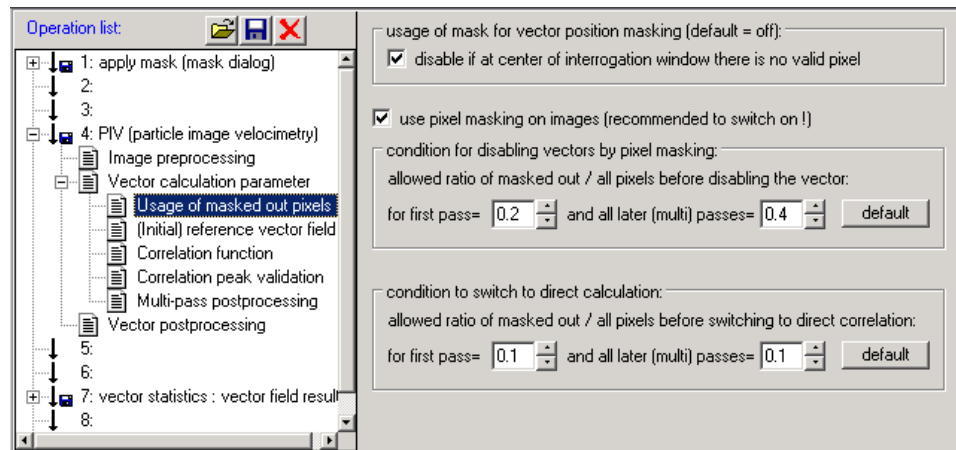 Operation list:
1: apply mask (mask dialog)
2:
3:
4: PIV (particle image velocimetry)
Image preprocessing
Vector calculation parameter
Usage of masked out pixels
(Initial) reference vector field
Correlation function
Correlation peak validation
Multi-pass postprocessing
Vector postprocessing
5:
6:
7: vector statistics : vector field result
8:
usage of mask for vector position masking (default = off):
disable if at center of interrogation window there is no valid pixel
use pixel masking on images (recommended to switch on !)
condition for disabling vectors by pixel masking:
allowed ratio of masked out / all pixels before disabling the vector:
for first pass= 0.2 and all later (multi) passes= 0.4 default
condition to switch to direct calculation:
allowed ratio of masked out / all pixels before switching to direct correlation:
for first pass= 0.1 and all later (multi) passes= 0.1 default